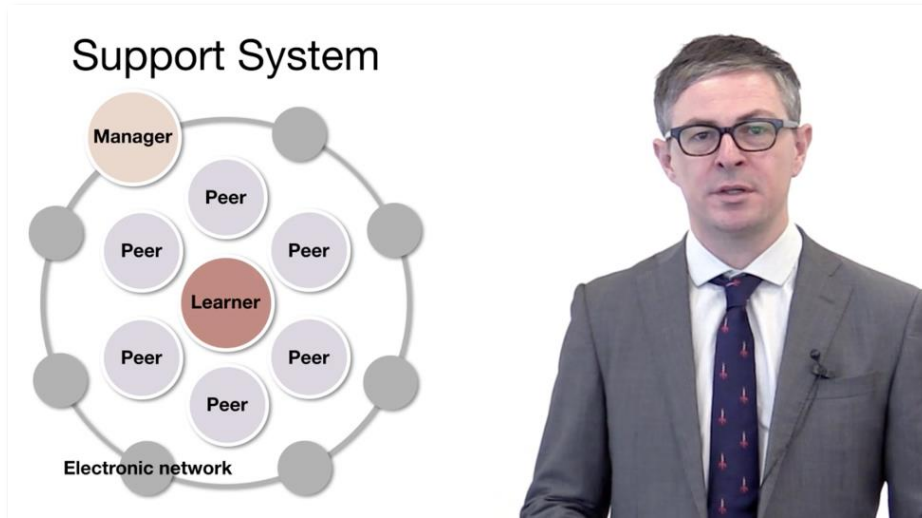 Support System
Manager
Peer
Peer
Peer
Learner
Peer
Peer
Peer
Electronic network